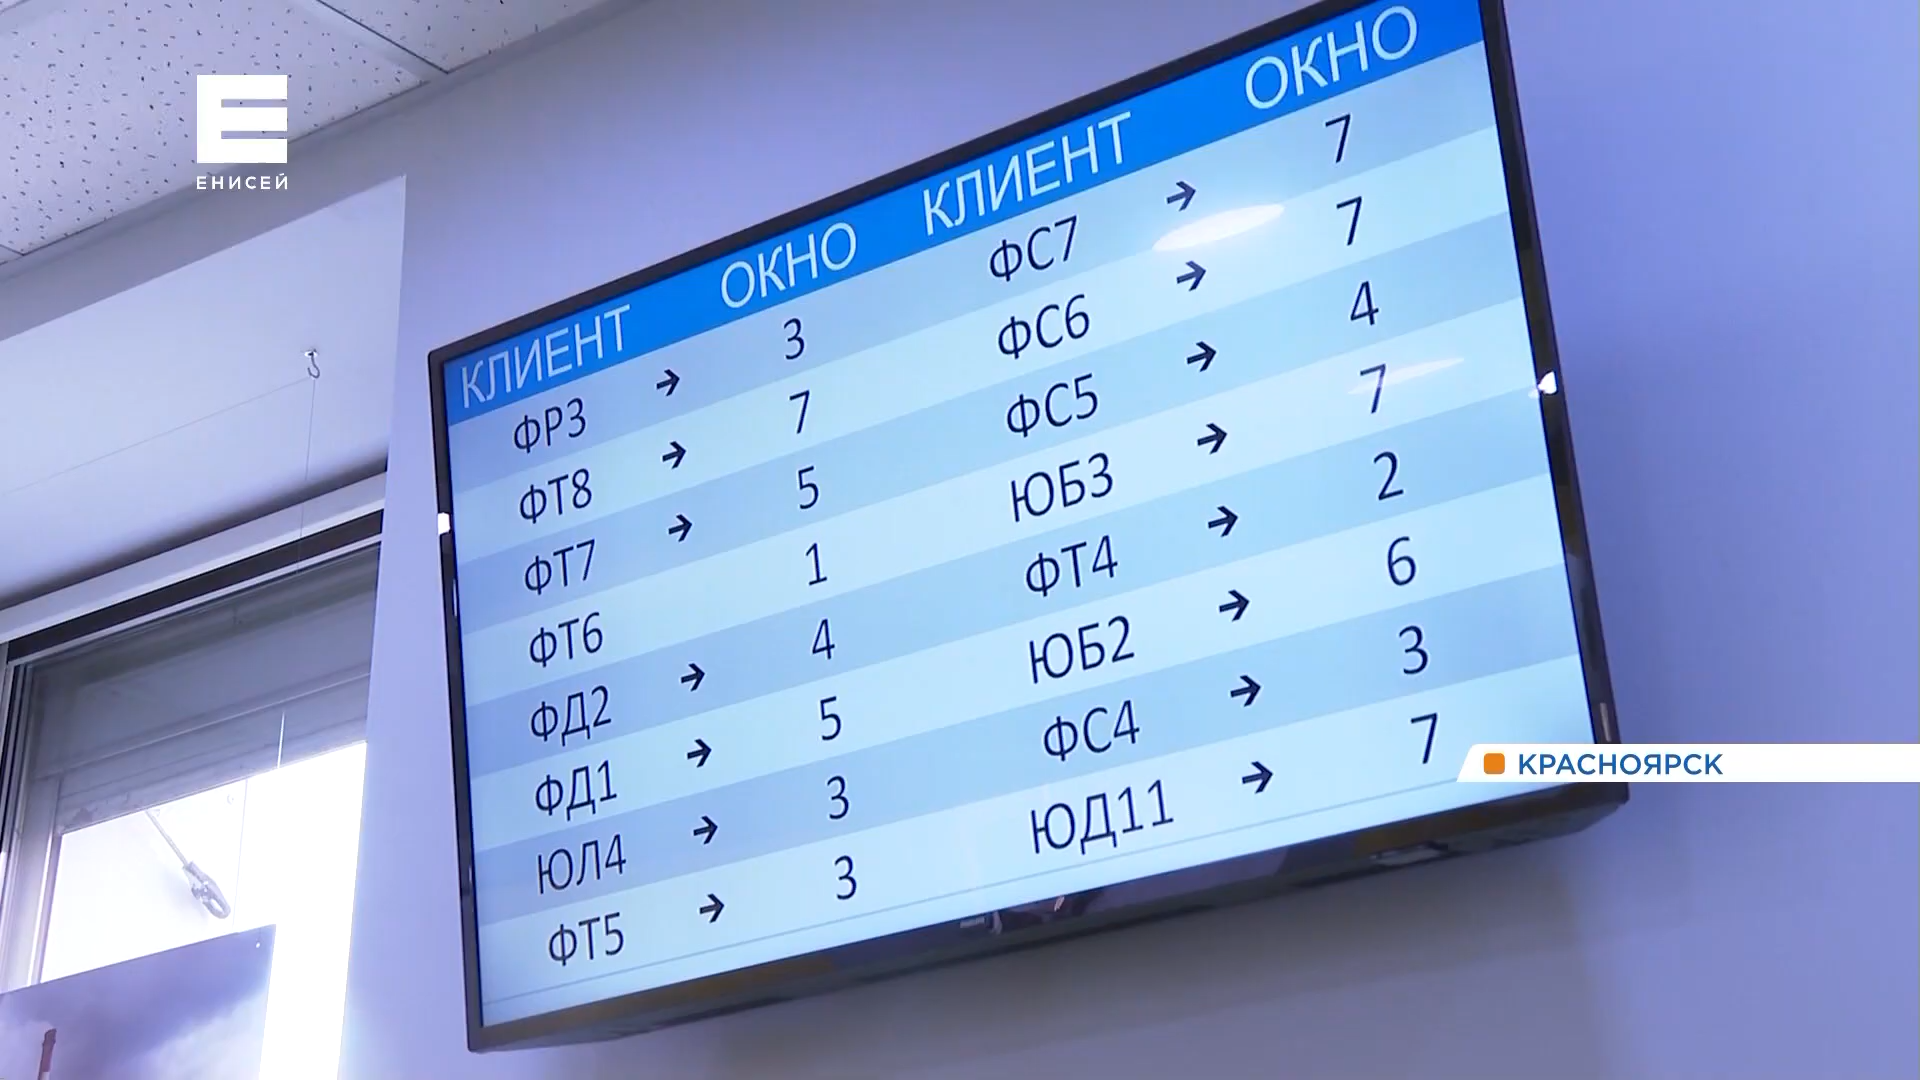 ЕНИСЕЙ
КЛИЕНТ ОКНО КЛИЕНТ ОКНО
ФР3 → 3 ФС7 → 7
ФТ8 → 7 ФС6 → 7
ФТ7 → 5 ФС5 → 4
ФТ6 1 ЮБ3 → 7
ФД2 → 4 ФТ4 → 2
ФД1 → 5 ЮБ2 → 6
ЮЛ4 → 3 ФС4 → 3
ФТ5 → 3 ЮД11 → 7
КРАСНОЯРСК